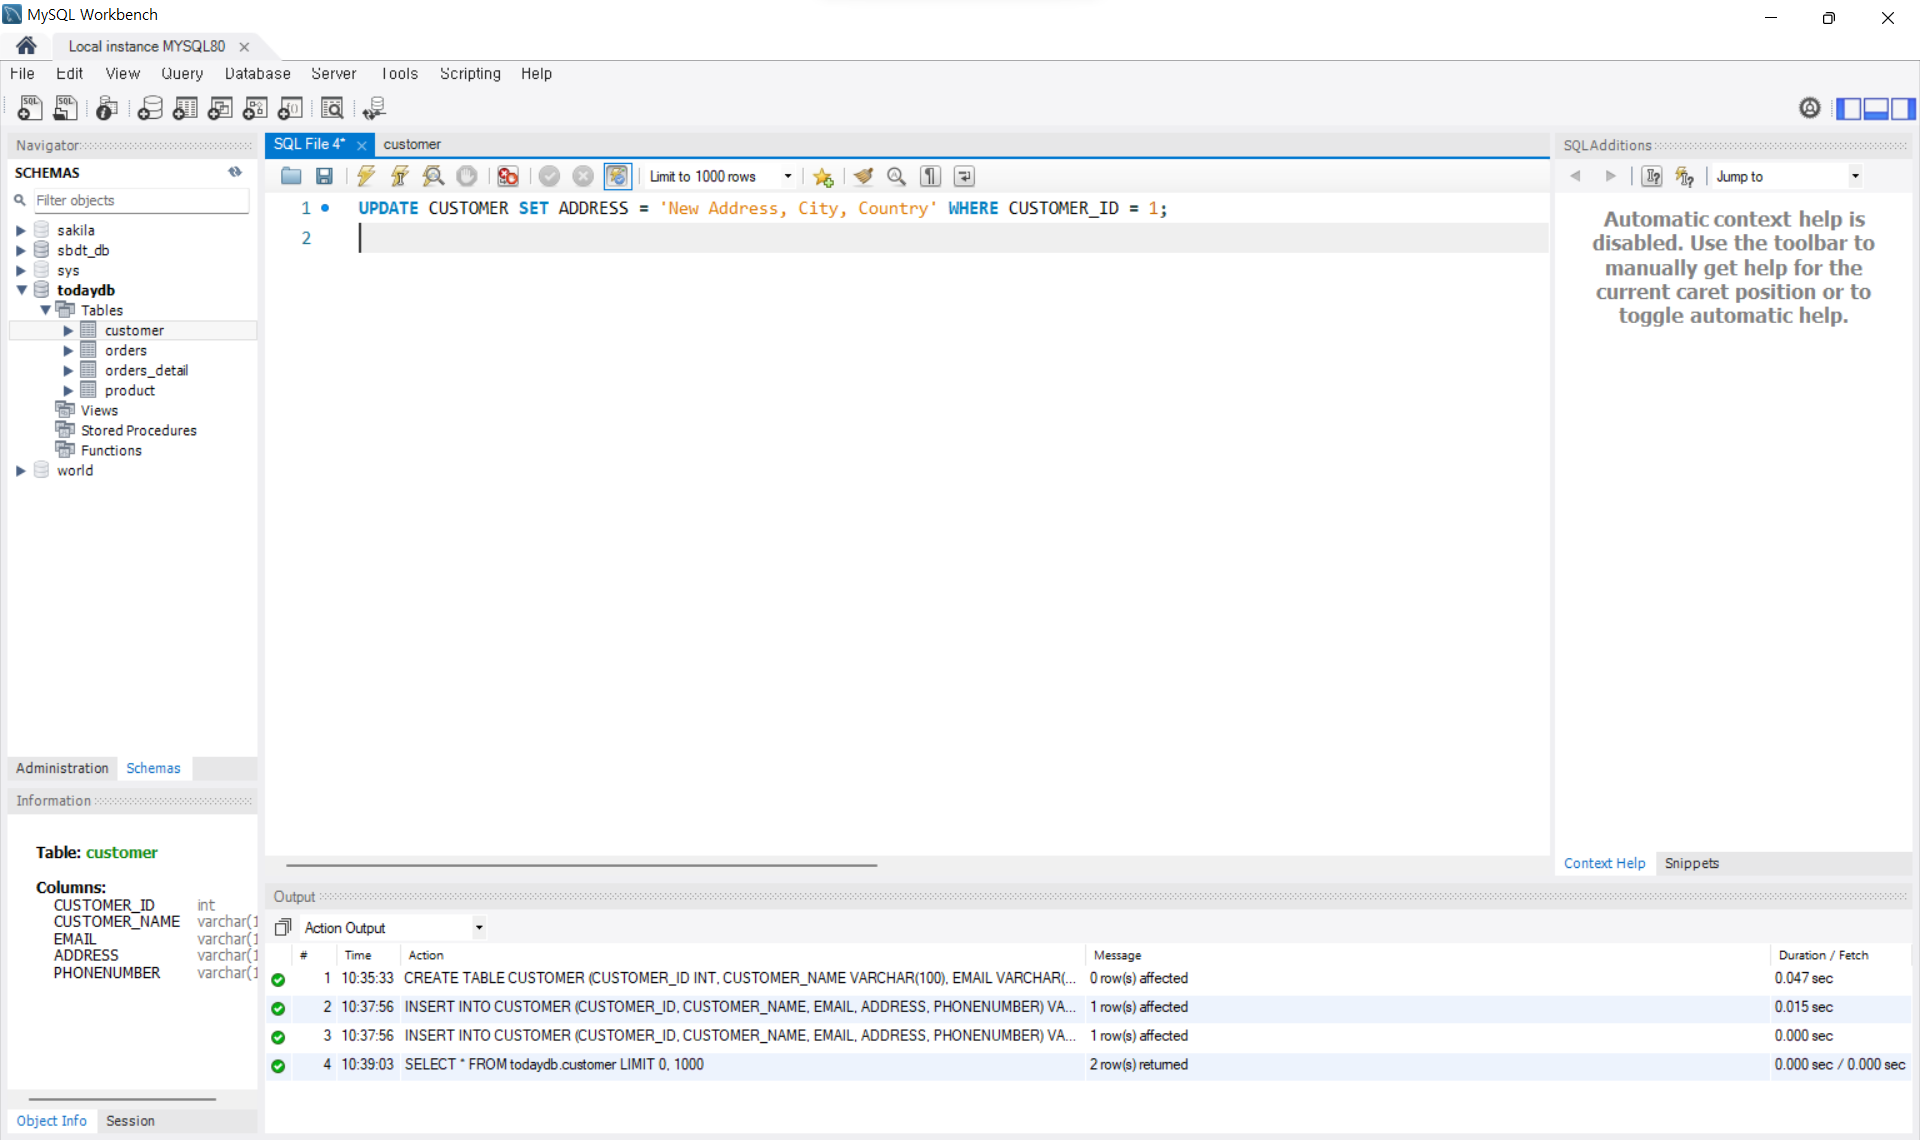 MySQL Workbench
Local instance MYSQL80
File Edit View Query Database Server Tools Scripting Help
Navigator
SCHEMAS
Filter objects
sakila
sbdt_db
sys
todaydb
Tables
customer
orders
orders_detail
product
Views
Stored Procedures
Functions
world
Administration Schemas
Information
Table: customer
Columns:
CUSTOMER_ID int
CUSTOMER_NAME varchar(1
EMAIL varchar(1
ADDRESS varchar(1
PHONENUMBER varchar(1
Object Info Session
SQL File 4* customer
Limit to 1000 rows
1 UPDATE CUSTOMER SET ADDRESS = 'New Address, City, Country' WHERE CUSTOMER_ID = 1;
2
SQLAdditions
Jump to
Automatic context help is
disabled. Use the toolbar to
manually get help for the
current caret position or to
toggle automatic help.
Context Help Snippets
Output
Action Output
# Time Action Message Duration / Fetch
1 10:35:33 CREATE TABLE CUSTOMER (CUSTOMER_ID INT, CUSTOMER_NAME VARCHAR(100), EMAIL VARCHAR(... 0 row(s) affected 0.047 sec
2 10:37:56 INSERT INTO CUSTOMER (CUSTOMER_ID, CUSTOMER_NAME, EMAIL, ADDRESS, PHONENUMBER) VA... 1 row(s) affected 0.015 sec
3 10:37:56 INSERT INTO CUSTOMER (CUSTOMER_ID, CUSTOMER_NAME, EMAIL, ADDRESS, PHONENUMBER) VA... 1 row(s) affected 0.000 sec
4 10:39:03 SELECT * FROM todaydb.customer LIMIT 0, 1000 2 row(s) returned 0.000 sec / 0.000 sec